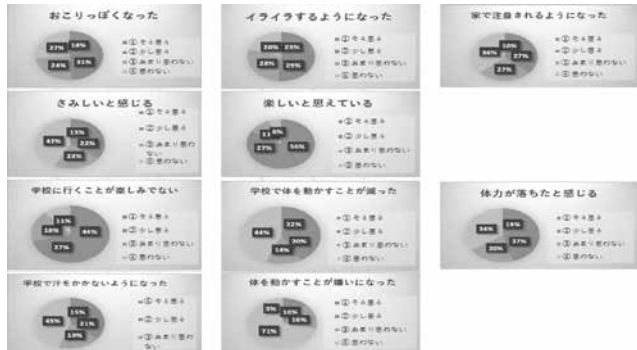 おこりっぽくなった
27% 18%
24% 31%
①そう思う
②少し思う
③あまり思わない
④思わない
イライラするようになった
20% 23%
28% 29%
①そう思う
②少し思う
③あまり思わない
④思わない
家で注意されるようになった
36% 10%
27%
27%
①そう思う
②少し思う
③あまり思わない
④思わない
さみしいと感じる
43% 13%
22%
22%
①そう思う
②少し思う
③あまり思わ
ない
④思わない
楽しいと思えている
11 6%
27% 56%
①そう思う
②少し思う
③あまり思わない
④思わない
学校に行くことが楽しみでない
11%
18% 44%
27%
①そう思う
②少し思う
③あまり思わない
④思わない
学校で体を動かすことが減った
44% 22%
20%
14%
①そう思う
②少し思う
③あまり思わない
④思わない
体力が落ちたと感じる
34% 19%
27%
20%
①そう思う
②少し思う
③あまり思わない
④思わない
学校で汗をかかないようになった
45% 15%
21%
19%
①そう思う
②少し思う
③あまり思わ
ない
体を動かすことが嫌いになった
3% 10%
16%
71%
①そう思う
②少し思う
③あまり思わない
④思わない